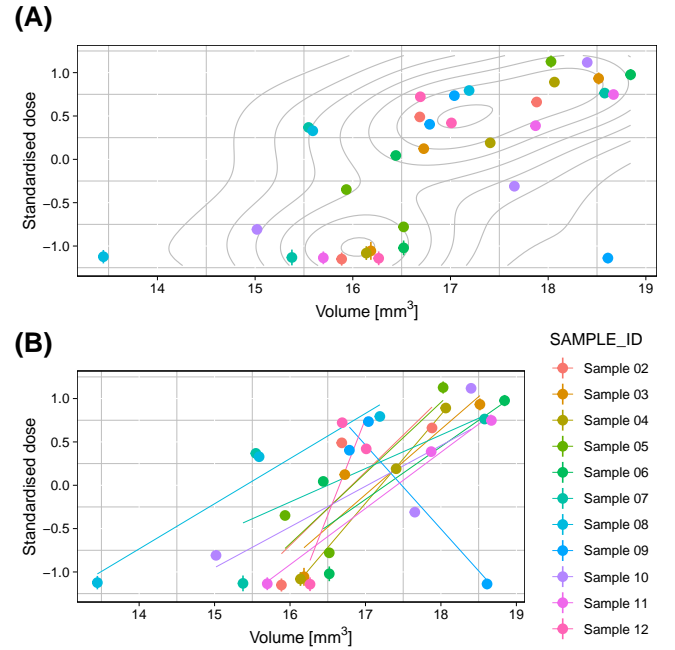 (A)
1.0
0.5
0.0
−0.5
−1.0
Standardised dose
14 15 16 17 18 19
Volume [mm³]
(B)
1.0
0.5
0.0
−0.5
−1.0
Standardised dose
14 15 16 17 18 19
Volume [mm³]
SAMPLE_ID
Sample 02
Sample 03
Sample 04
Sample 05
Sample 06
Sample 07
Sample 08
Sample 09
Sample 10
Sample 11
Sample 12